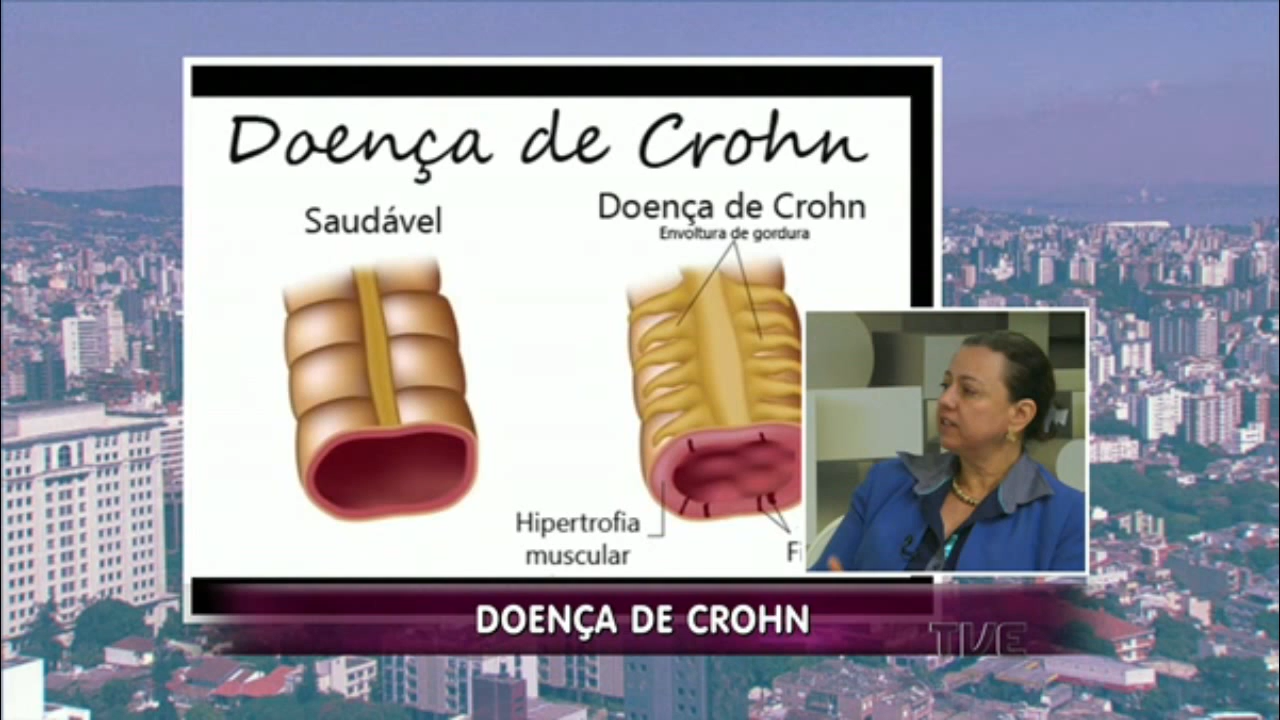 Doença de Crohn
Saudável
Doença de Crohn
Envoltura de gordura
Hipertrofia
muscular
DOENÇA DE CROHN
TVE